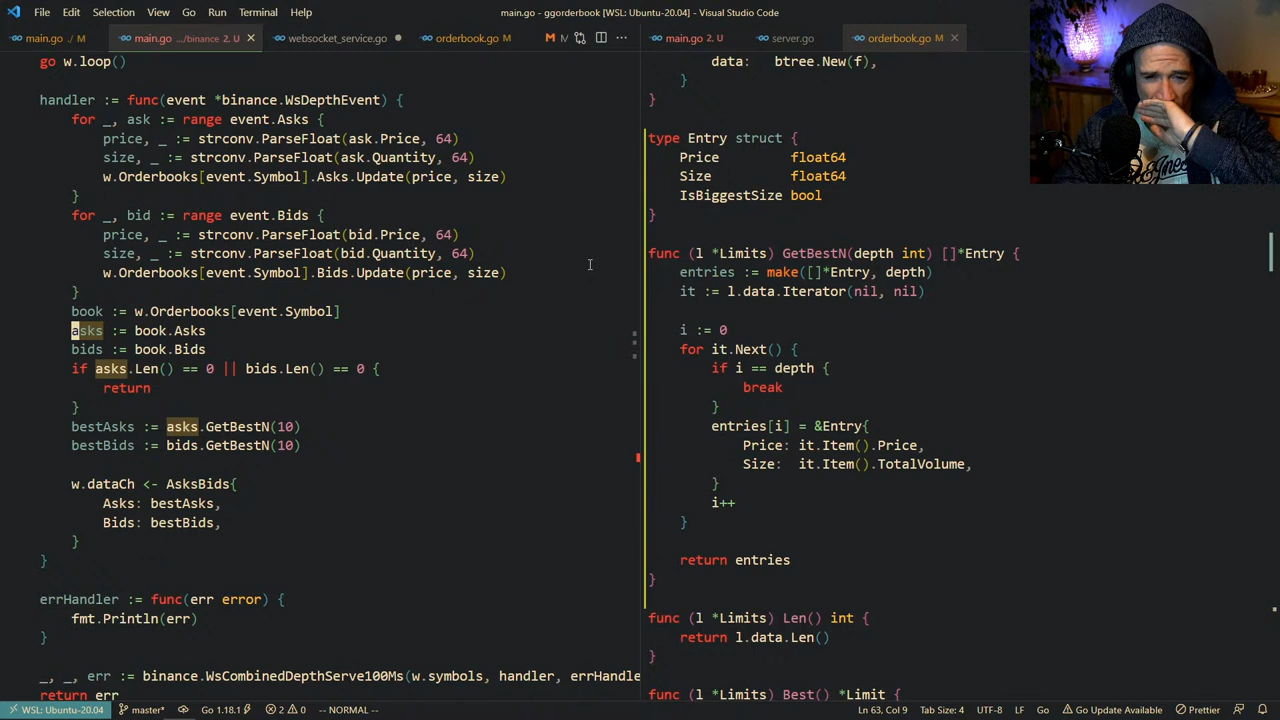 File Edit Selection View Go Run Terminal Help
main.go - ggorderbook [WSL: Ubuntu-20.04] - Visual Studio Code
main.go ./ M
main.go .../binance 2, U
websocket_service.go
orderbook.go M
M
main.go 2, U
server.go
orderbook.go M
go w.loop()
handler := func(event *binance.WsDepthEvent) {
for _, ask := range event.Asks {
price, _ := strconv.ParseFloat(ask.Price, 64)
size, _ := strconv.ParseFloat(ask.Quantity, 64)
w.Orderbooks[event.Symbol].Asks.Update(price, size)
}
for _, bid := range event.Bids {
price, _ := strconv.ParseFloat(bid.Price, 64)
size, _ := strconv.ParseFloat(bid.Quantity, 64)
w.Orderbooks[event.Symbol].Bids.Update(price, size)
}
book := w.Orderbooks[event.Symbol]
asks := book.Asks
bids := book.Bids
if asks.Len() == 0 || bids.Len() == 0 {
return
}
bestAsks := asks.GetBestN(10)
bestBids := bids.GetBestN(10)
w.dataCh <- AsksBids{
Asks: bestAsks,
Bids: bestBids,
}
}
errHandler := func(err error) {
fmt.Println(err)
}
_, _, err := binance.WsCombinedDepthServe100Ms(w.symbols, handler, errHandle
return err
data: btree.New(f),
}
}
type Entry struct {
Price float64
Size float64
IsBiggestSize bool
}
func (l *Limits) GetBestN(depth int) []*Entry {
entries := make([]*Entry, depth)
it := l.data.Iterator(nil, nil)
i := 0
for it.Next() {
if i == depth {
break
}
entries[i] = &Entry{
Price: it.Item().Price,
Size: it.Item().TotalVolume,
}
i++
}
return entries
}
func (l *Limits) Len() int {
return l.data.Len()
}
func (l *Limits) Best() *Limit {
WSL: Ubuntu-20.04 master* Go 1.18.1 2 0 -- NORMAL -- Ln 63, Col 9 Tab Size: 4 UTF-8 LF Go Go Update Available Prettier